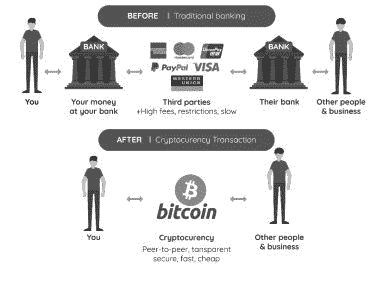 BEFORE | Traditional banking
BANK
BANK
UnionPay
PayPal VISA
WESTERN
UNION
You
Your money
at your bank
Third parties
+High fees, restrictions, slow
Their bank
Other people
& business
AFTER | Cryptocurency Transaction
bitcoin
You
Cryptocurency
Peer-to-peer, tansparent
secure, fast, cheap
Other people
& business